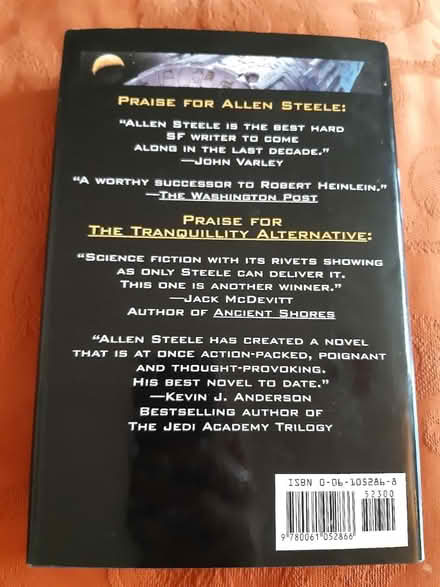 PRAISE FOR ALLEN STEELE:
"ALLEN STEELE IS THE BEST HARD
SF WRITER TO COME
ALONG IN THE LAST DECADE."
—JOHN VARLEY
"A WORTHY SUCCESSOR TO ROBERT HEINLEIN."
—THE WASHINGTON POST
PRAISE FOR
THE TRANQUILLITY ALTERNATIVE:
"SCIENCE FICTION WITH ITS RIVETS SHOWING
AS ONLY STEELE CAN DELIVER IT.
THIS ONE IS ANOTHER WINNER."
—JACK MCDEVITT
AUTHOR OF ANCIENT SHORES
"ALLEN STEELE HAS CREATED A NOVEL
THAT IS AT ONCE ACTION-PACKED, POIGNANT
AND THOUGHT-PROVOKING.
HIS BEST NOVEL TO DATE."
—KEVIN J. ANDERSON
BESTSELLING AUTHOR OF
THE JEDI ACADEMY TRILOGY
ISBN 0-06-105286-8
52300
9 780061 052866